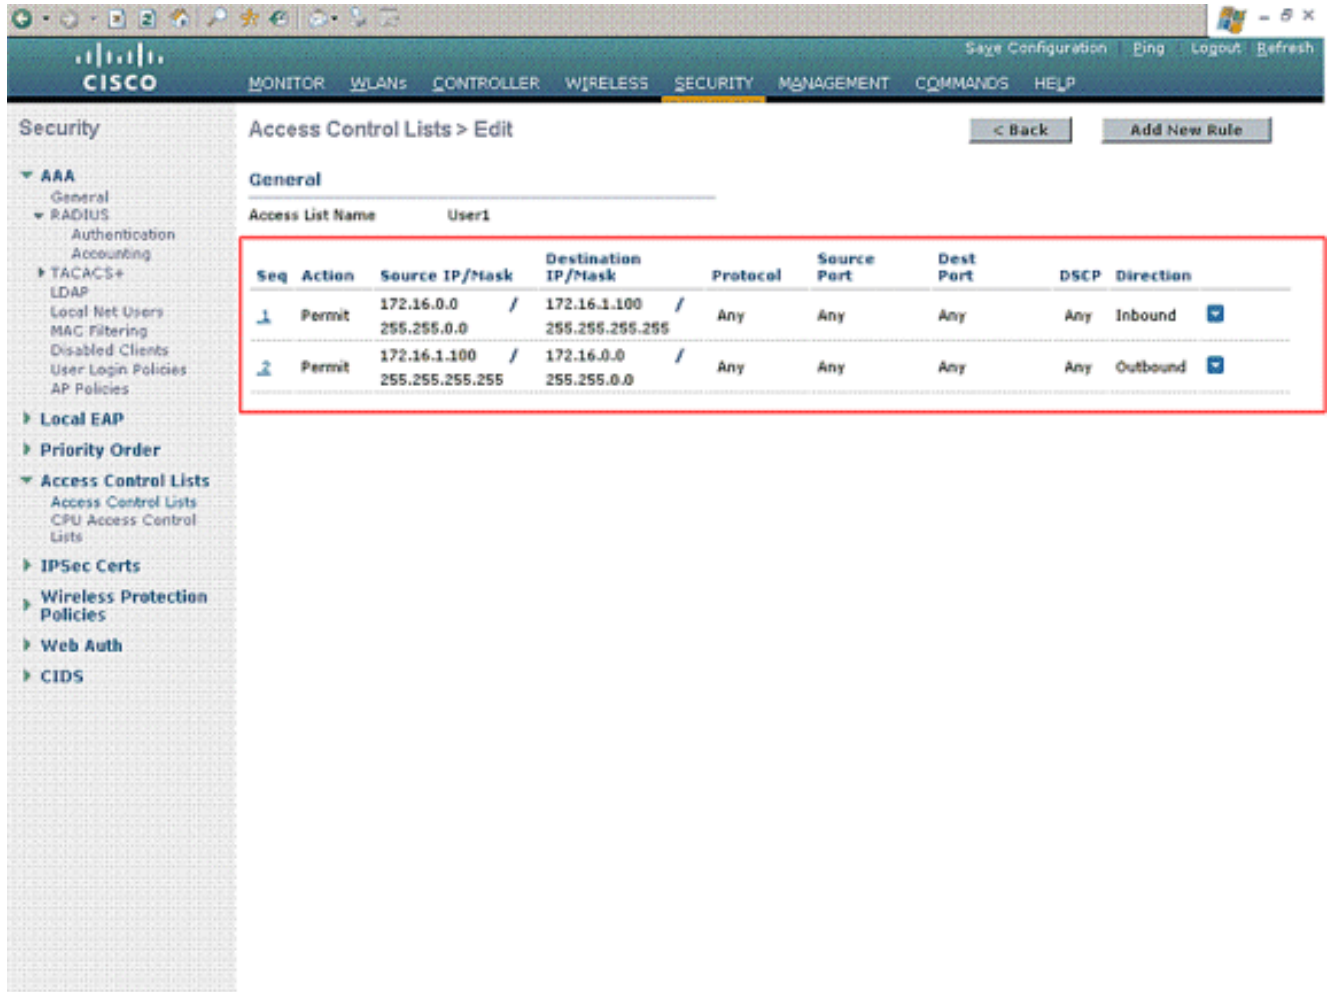 Save Configuration Ping Logout Refresh
CISCO MONITOR WLANs CONTROLLER WIRELESS SECURITY MANAGEMENT COMMANDS HELP
Security
AAA
General
RADIUS
Authentication
Accounting
TACACS+
LDAP
Local Net Users
MAC Filtering
Disabled Clients
User Login Policies
AP Policies
Local EAP
Priority Order
Access Control Lists
Access Control Lists
CPU Access Control
Lists
IPSec Certs
Wireless Protection
Policies
Web Auth
CIDS
Access Control Lists > Edit
< Back Add New Rule
General
Access List Name User1
Seq Action Source IP/Mask Destination IP/Mask Protocol Source Port Dest Port DSCP Direction
1 Permit 172.16.0.0 / 172.16.1.100 / Any Any Any Any Inbound
255.255.0.0 255.255.255.255
2 Permit 172.16.1.100 / 172.16.0.0 / Any Any Any Any Outbound
255.255.255.255 255.255.0.0